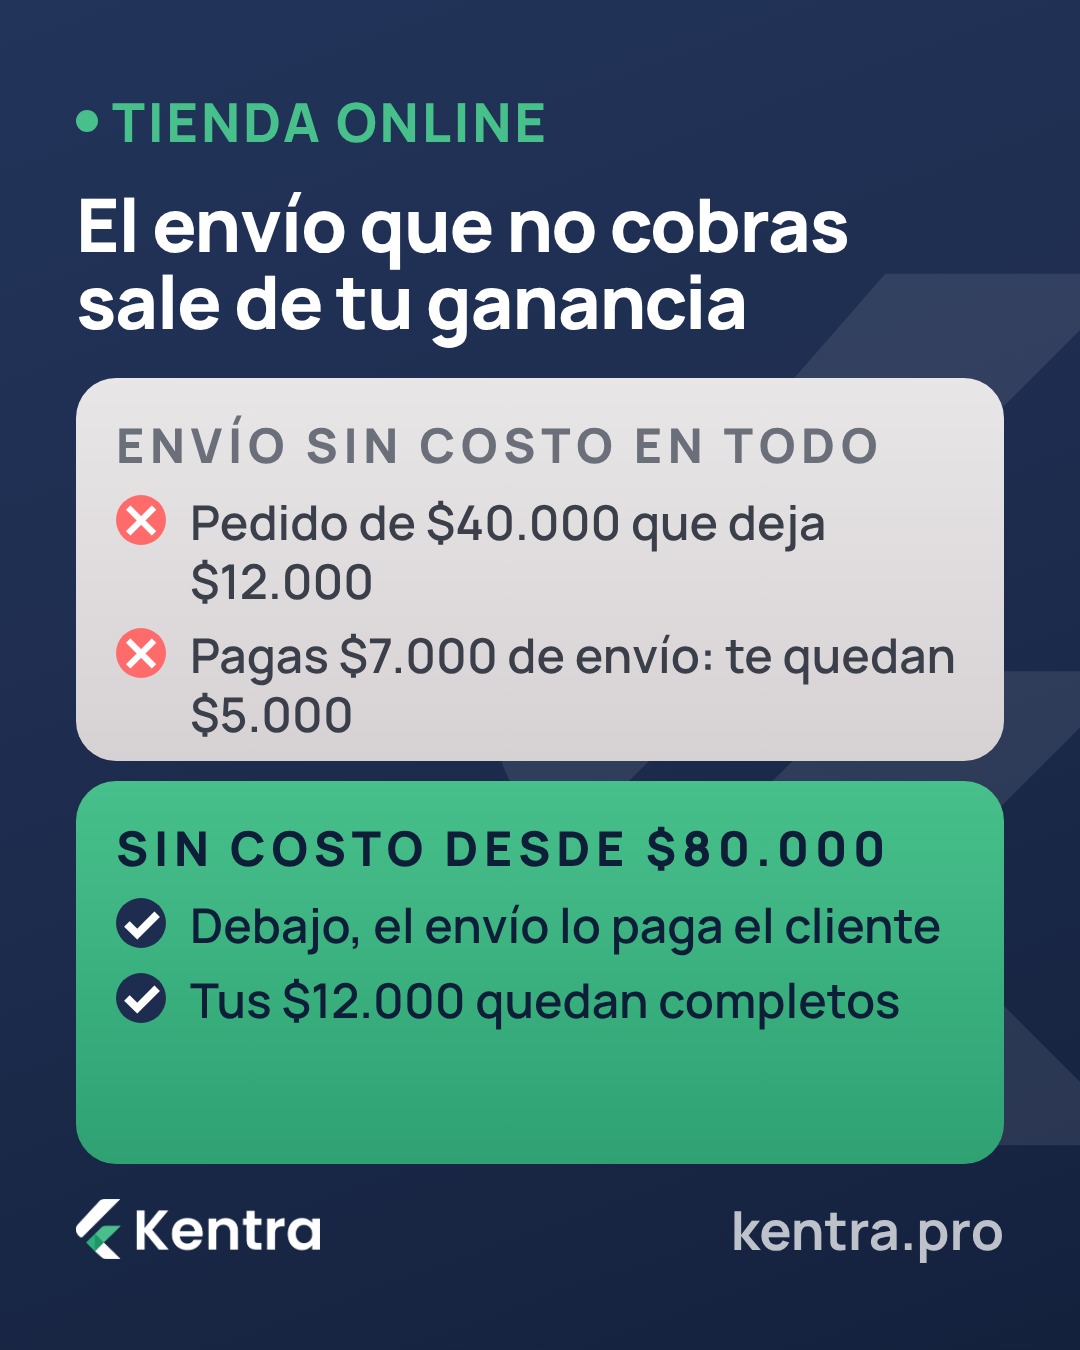 TIENDA ONLINE
El envío que no cobras
sale de tu ganancia
ENVÍO SIN COSTO EN TODO
Pedido de $40.000 que deja
$12.000
Pagas $7.000 de envío: te quedan
$5.000
SIN COSTO DESDE $80.000
Debajo, el envío lo paga el cliente
Tus $12.000 quedan completos
Kentra
kentra.pro